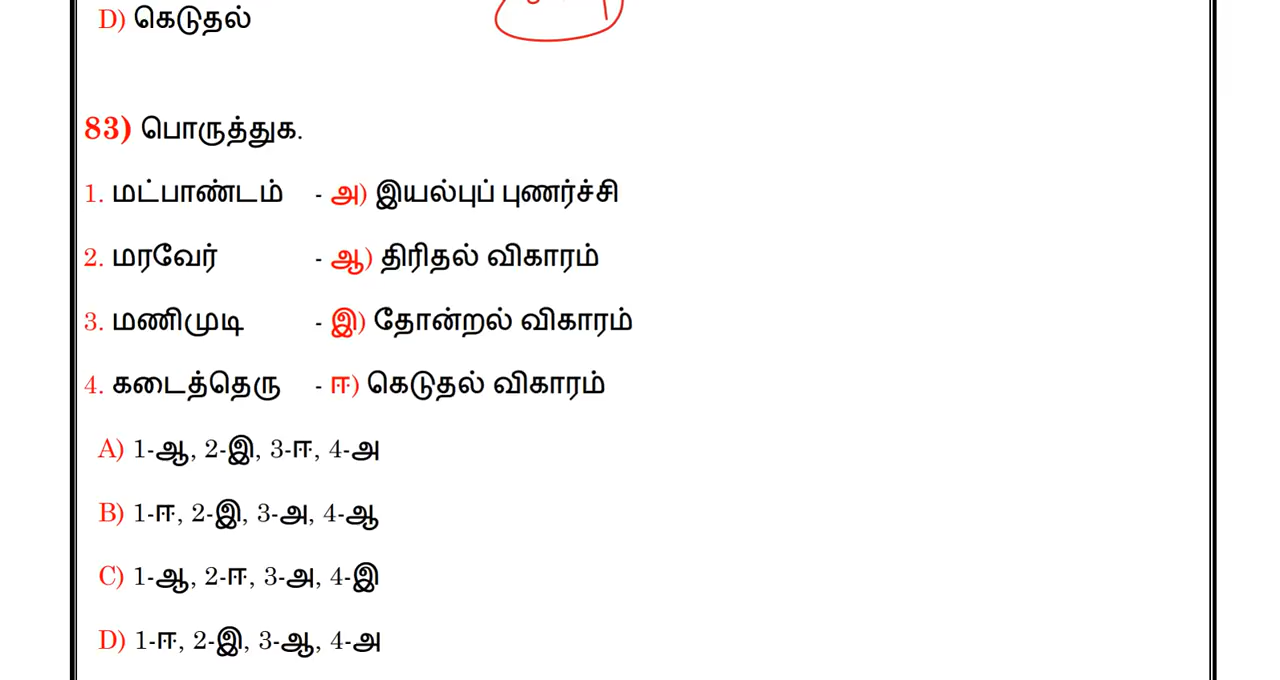 D) கெடுதல்
83) பொருத்துக.
1. மட்பாண்டம் - அ) இயல்புப் புணர்ச்சி
2. மரவேர் - ஆ) திரிதல் விகாரம்
3. மணிமுடி - இ) தோன்றல் விகாரம்
4. கடைத்தெரு - ஈ) கெடுதல் விகாரம்
A) 1-ஆ, 2-இ, 3-ஈ, 4-அ
B) 1-ஈ, 2-இ, 3-அ, 4-ஆ
C) 1-ஆ, 2-ஈ, 3-அ, 4-இ
D) 1-ஈ, 2-இ, 3-ஆ, 4-அ